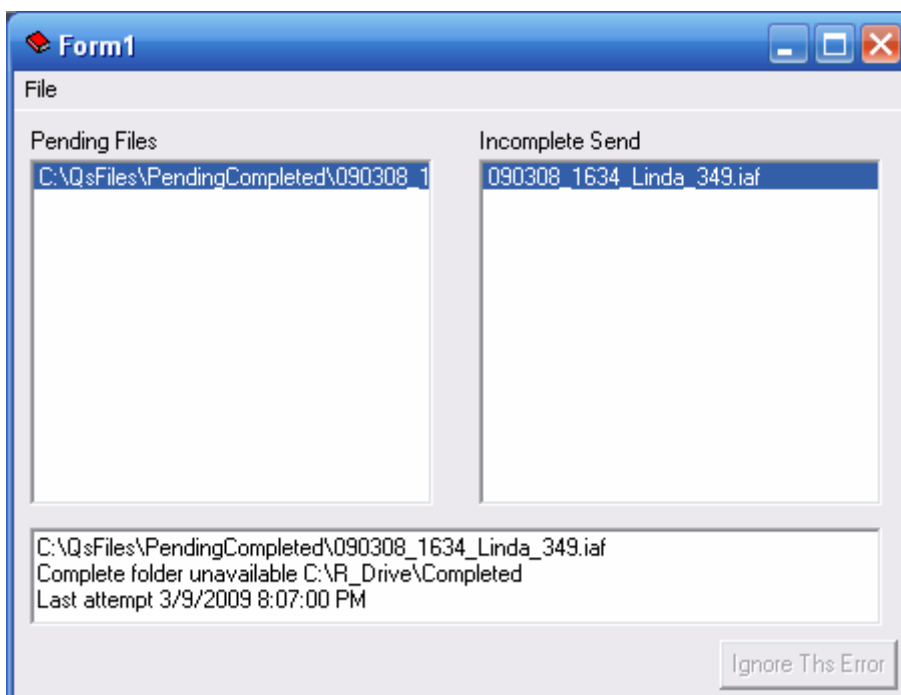 Form1
File
Pending Files
Incomplete Send
C:\QsFiles\PendingCompleted\090308_1
090308_1634_Linda_349.iaf
C:\QsFiles\PendingCompleted\090308_1634_Linda_349.iaf
Complete folder unavailable C:\R_Drive\Completed
Last attempt 3/9/2009 8:07:00 PM
Ignore Ths Error